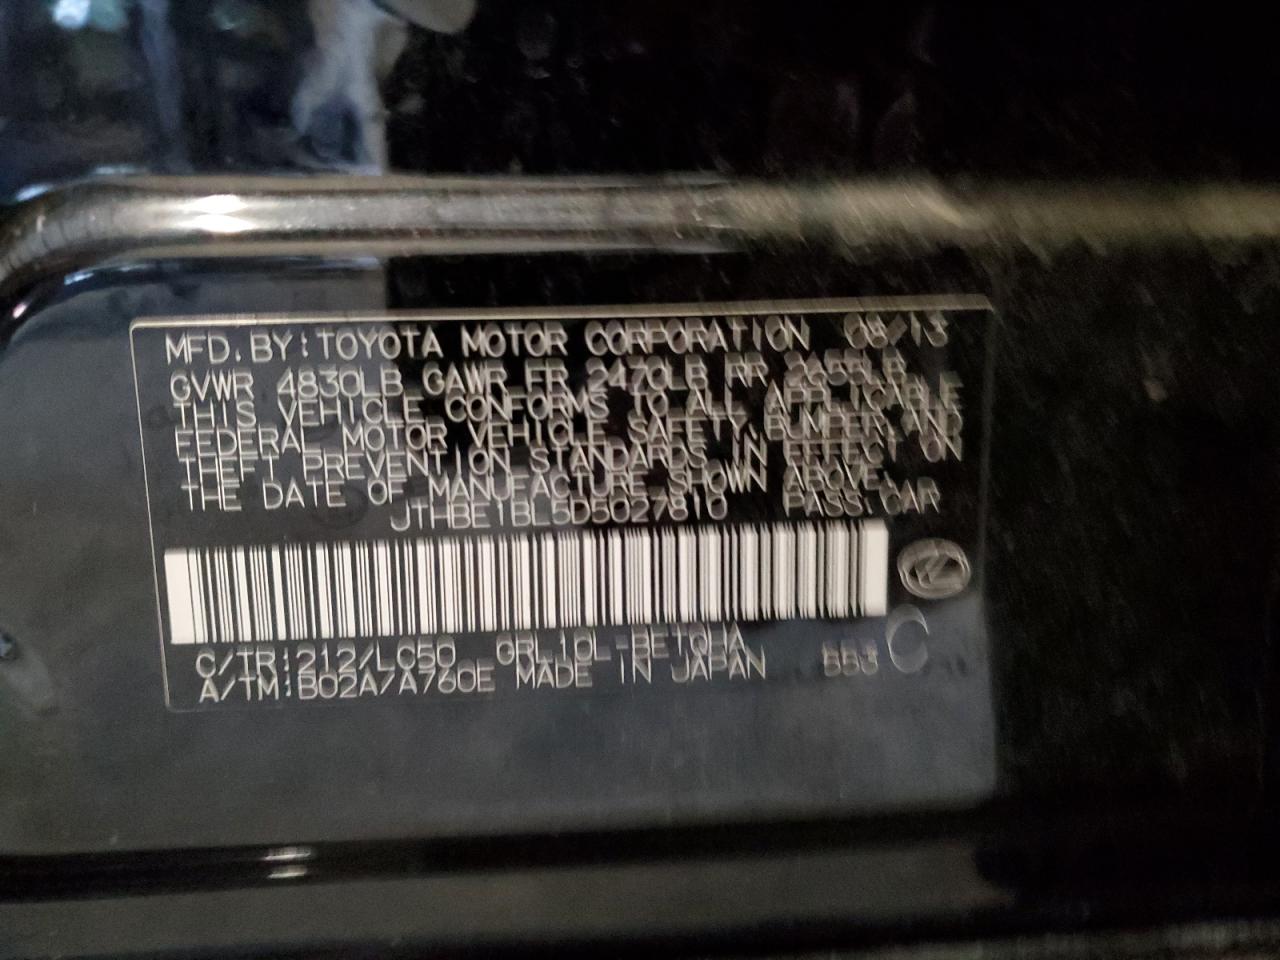 MFD. BY: TOYOTA MOTOR CORPORATION 08/13
GVWR 4830LB GAWR FR 2470LB RR 2655LB
THIS VEHICLE CONFORMS TO ALL APPLICABLE
FEDERAL MOTOR VEHICLE SAFETY, BUMPER, AND
THEFT PREVENTION STANDARDS IN EFFECT ON
THE DATE OF MANUFACTURE SHOWN ABOVE.
JTHBE1BL5D5027810 PASS. CAR
C/TR: 212/LC50 GRL10L-BETQHA
A/TM: B02A/A760E MADE IN JAPAN 553 C